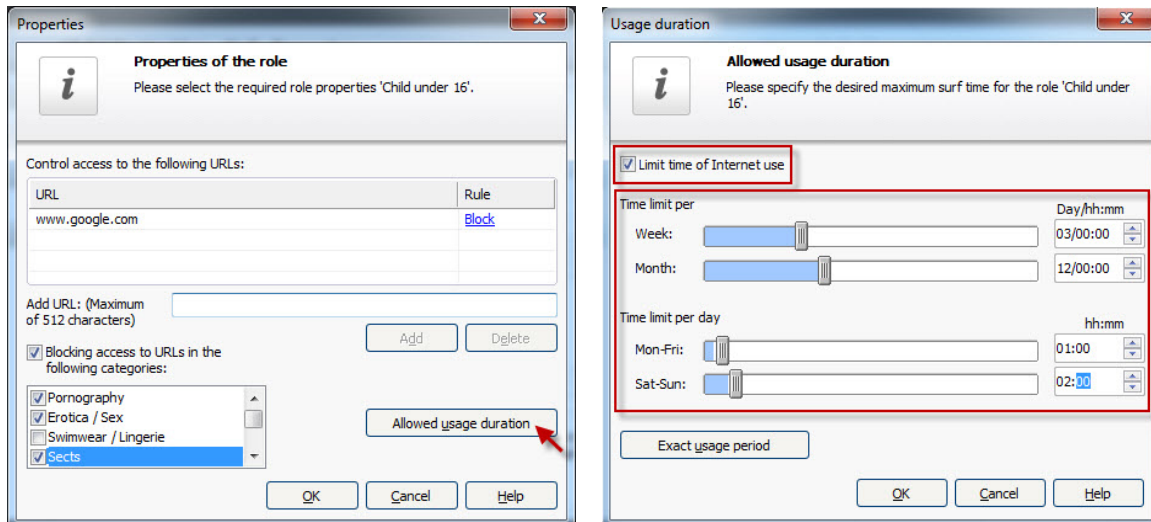 Properties
Properties of the role
Please select the required role properties 'Child under 16'.
Control access to the following URLs:
URL Rule
www.google.com Block
Add URL: (Maximum
of 512 characters)
Add Delete
Blocking access to URLs in the
following categories:
Pornography
Erotica / Sex
Swimwear / Lingerie
Sects
Allowed usage duration
OK Cancel Help
Usage duration
Allowed usage duration
Please specify the desired maximum surf time for the role 'Child under
16'.
Limit time of Internet use
Time limit per Day/hh:mm
Week: 03/00:00
Month: 12/00:00
Time limit per day hh:mm
Mon-Fri: 01:00
Sat-Sun: 02:00
Exact usage period
OK Cancel Help